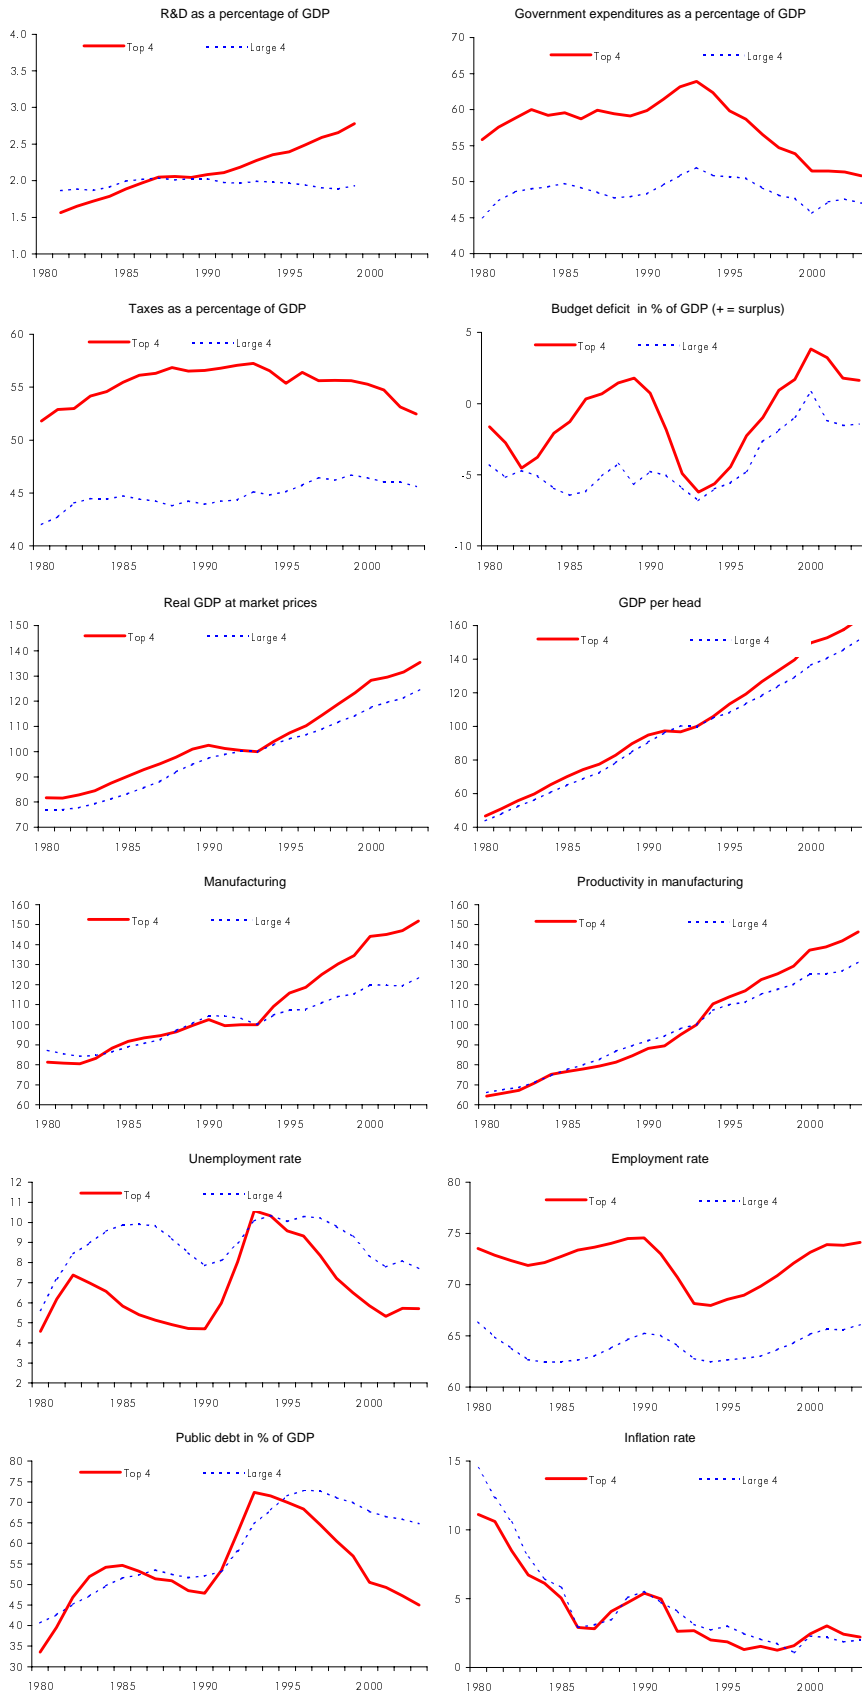 R&D as a percentage of GDP
Top 4
Large 4
4.0
3.0
2.0
1.0
1980 1985 1990 1995 2000
Government expenditures as a percentage of GDP
Top 4
Large 4
70
65
60
55
50
45
40
1980 1985 1990 1995 2000
Taxes as a percentage of GDP
Top 4
Large 4
60
55
50
45
40
1980 1985 1990 1995 2000
Budget deficit in % of GDP (+ = surplus)
Top 4
Large 4
5
0
-5
-10
1980 1985 1990 1995 2000
Real GDP at market prices
Top 4
Large 4
150
140
130
120
110
100
90
80
70
1980 1985 1990 1995 2000
GDP per head
Top 4
Large 4
160
140
120
100
80
60
40
1980 1985 1990 1995 2000
Manufacturing
Top 4
Large 4
160
150
140
130
120
110
100
90
80
70
60
1980 1985 1990 1995 2000
Productivity in manufacturing
Top 4
Large 4
160
150
140
130
120
110
100
90
80
70
60
1980 1985 1990 1995 2000
Unemployment rate
Top 4
Large 4
12
11
10
9
8
7
6
5
4
3
2
1980 1985 1990 1995 2000
Employment rate
Top 4
Large 4
80
75
70
65
60
1980 1985 1990 1995 2000
Public debt in % of GDP
Top 4
Large 4
80
75
70
65
60
55
50
45
40
35
30
1980 1985 1990 1995 2000
Inflation rate
Top 4
Large 4
15
10
5
0
1980 1985 1990 1995 2000